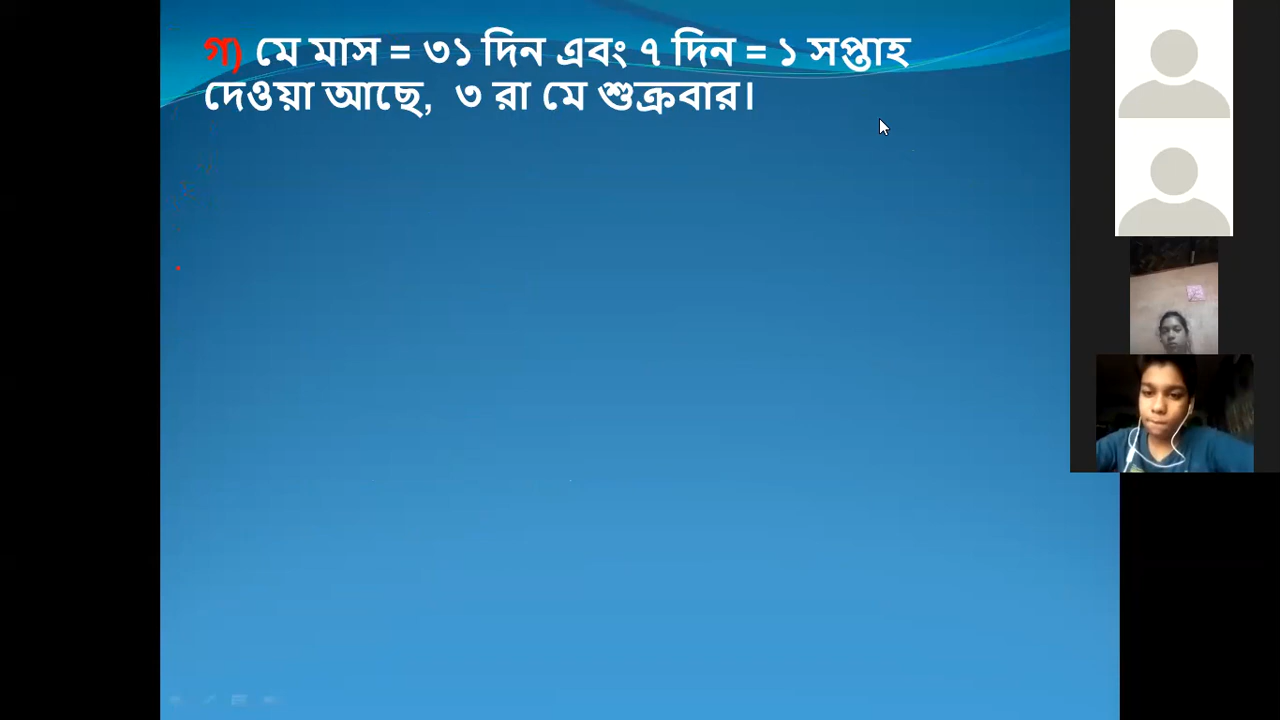 গ) মে মাস = ৩১ দিন এবং ৭ দিন = ১ সপ্তাহ
দেওয়া আছে, ৩ রা মে শুক্রবার।